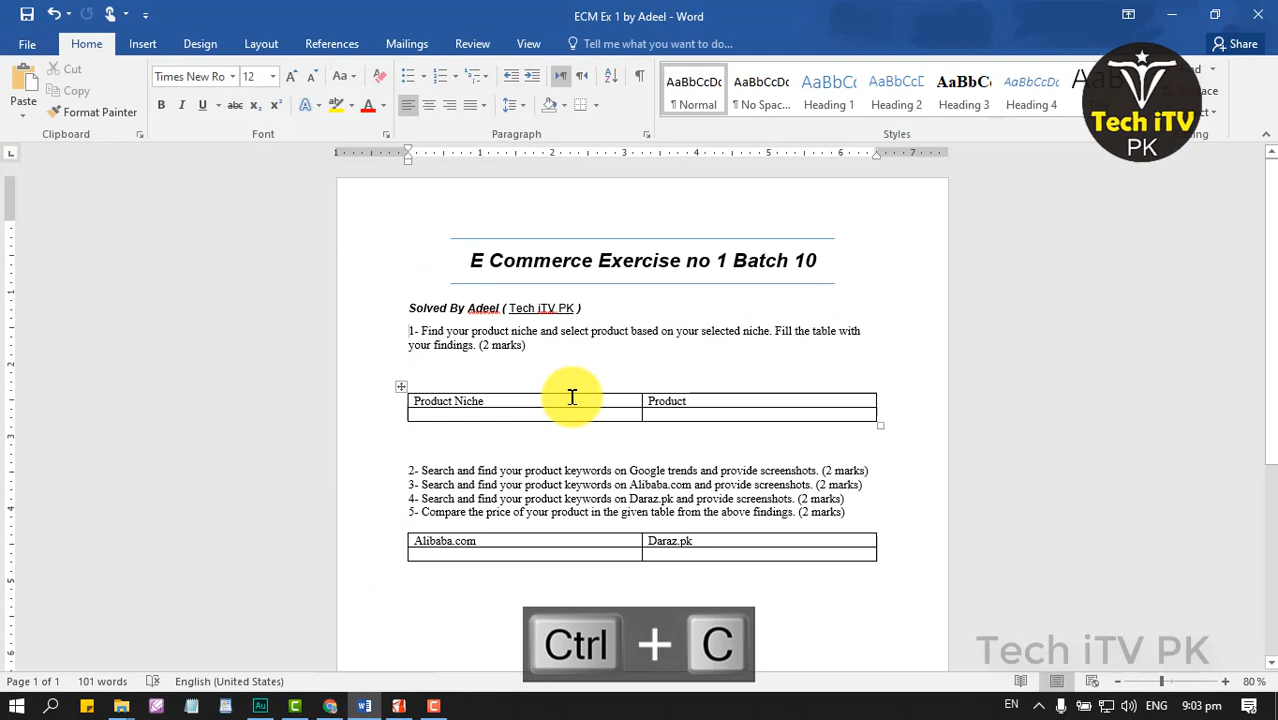 ECM Ex 1 by Adeel - Word
File Home Insert Design Layout References Mailings Review View Tell me what you want to do... Share
Paste
Cut
Copy
Format Painter
Clipboard
Times New Ro 12
Font
Paragraph
AaBbCcDc AaBbCcDc AaBbCc AaBbCcD AaBbCc AaBbCcDc
¶ Normal ¶ No Spac... Heading 1 Heading 2 Heading 3 Heading 4
Styles
Tech iTV
PK
E Commerce Exercise no 1 Batch 10
Solved By Adeel ( Tech iTV PK )
1- Find your product niche and select product based on your selected niche. Fill the table with
your findings. (2 marks)
Product Niche Product
2- Search and find your product keywords on Google trends and provide screenshots. (2 marks)
3- Search and find your product keywords on Alibaba.com and provide screenshots. (2 marks)
4- Search and find your product keywords on Daraz.pk and provide screenshots. (2 marks)
5- Compare the price of your product in the given table from the above findings. (2 marks)
Alibaba.com Daraz.pk
Ctrl + C
Tech iTV PK
Page 1 of 1 101 words English (United States) 80 %
EN ENG 9:03 pm